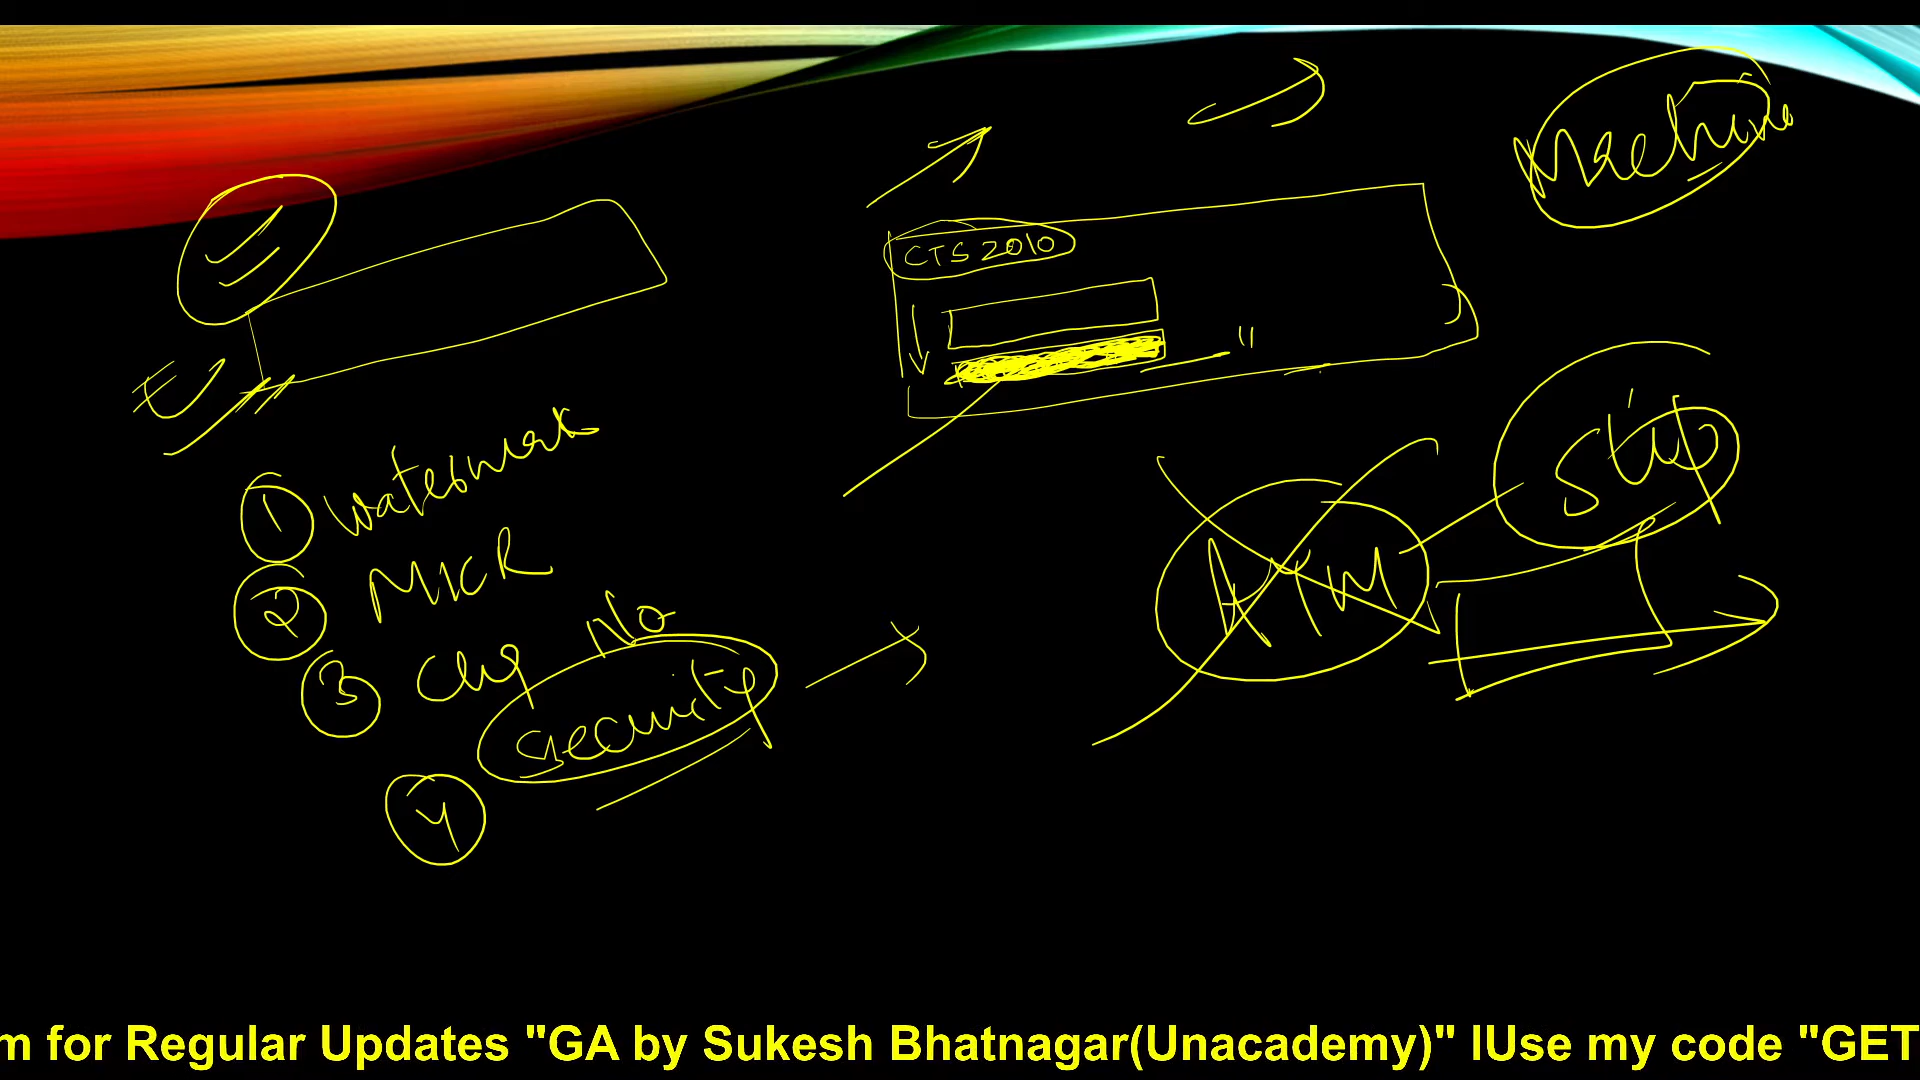 Machine
CTS 2010
① watermark
② MICR
③ Chq No
security
④
ATM
Stip
m for Regular Updates "GA by Sukesh Bhatnagar(Unacademy)" lUse my code "GET